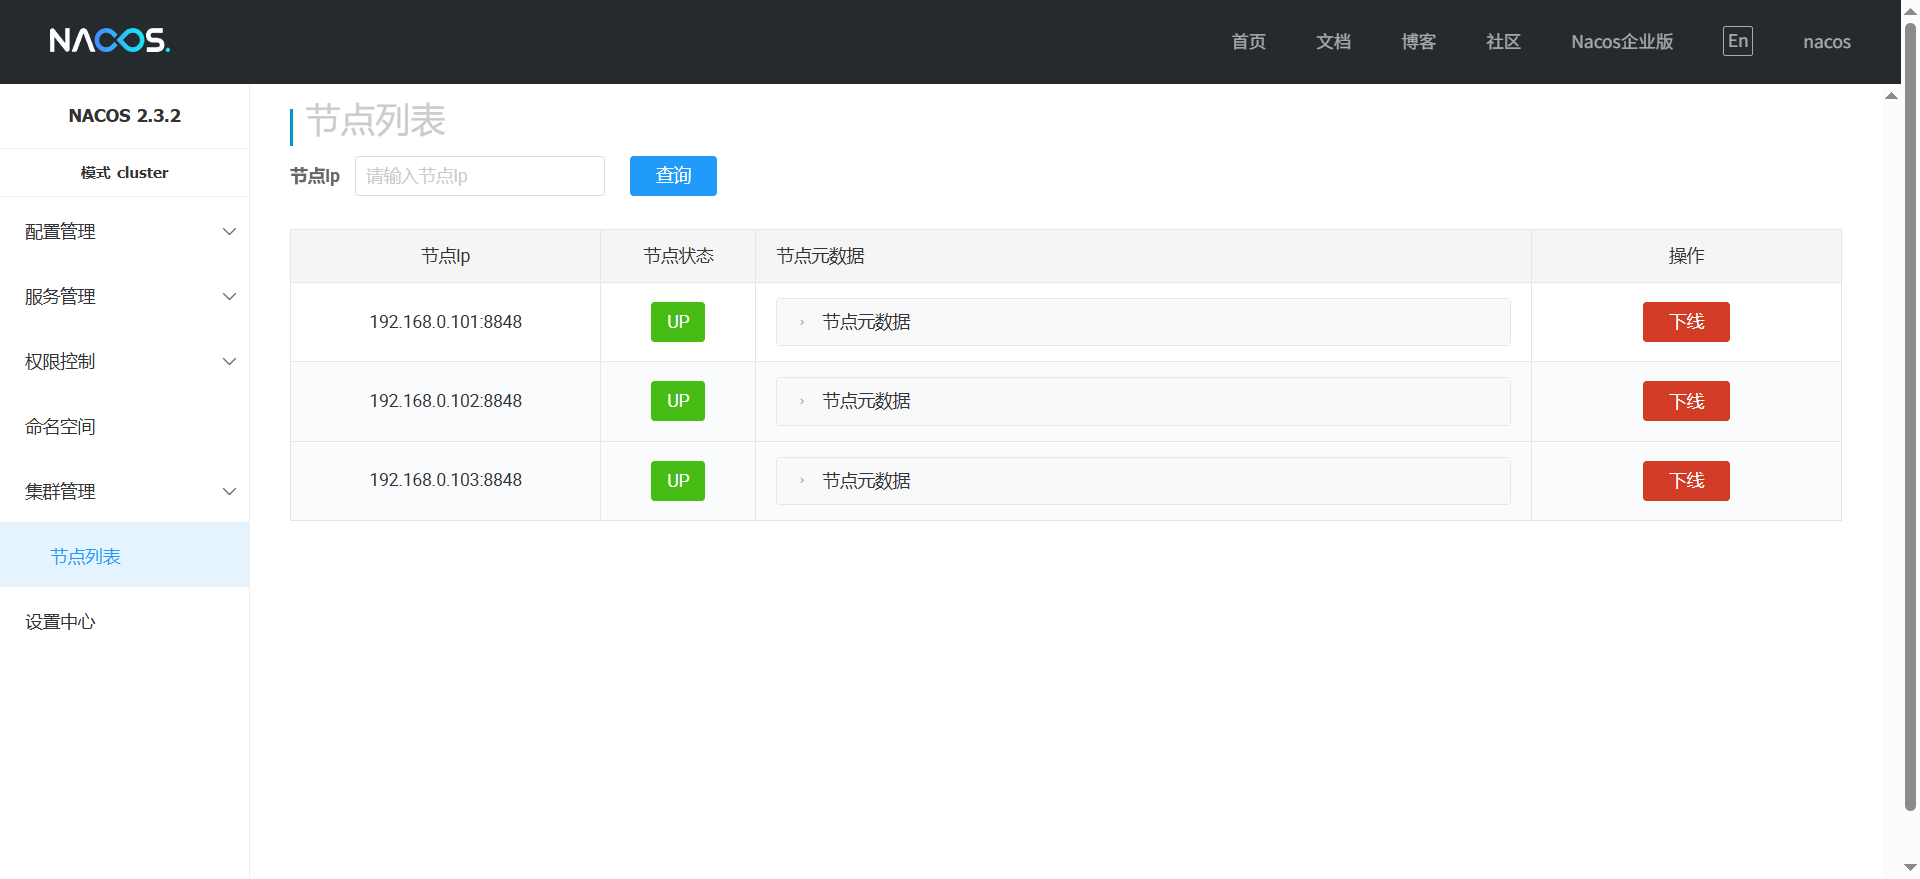 NACOS.
首页 文档 博客 社区 Nacos企业版 En nacos
NACOS 2.3.2
模式 cluster
配置管理
服务管理
权限控制
命名空间
集群管理
节点列表
设置中心
节点列表
节点Ip 请输入节点Ip 查询
节点Ip 节点状态 节点元数据 操作
192.168.0.101:8848 UP 节点元数据 下线
192.168.0.102:8848 UP 节点元数据 下线
192.168.0.103:8848 UP 节点元数据 下线